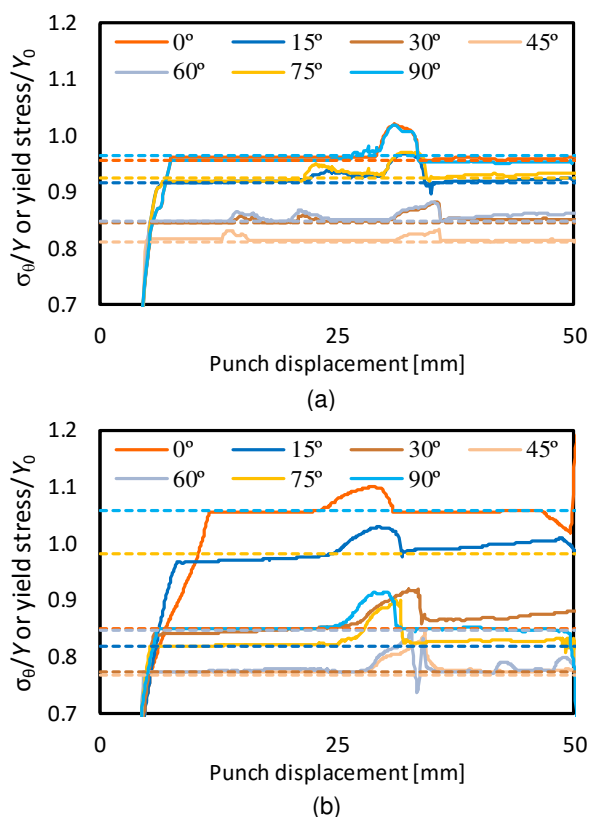 σθ/Y or yield stress/Y0
1.2
1.1
1.0
0.9
0.8
0.7
0º 15º 30º 45º
60º 75º 90º
0 25 50
Punch displacement [mm]
(a)
σθ/Y or yield stress/Y0
1.2
1.1
1.0
0.9
0.8
0.7
0º 15º 30º 45º
60º 75º 90º
0 25 50
Punch displacement [mm]
(b)